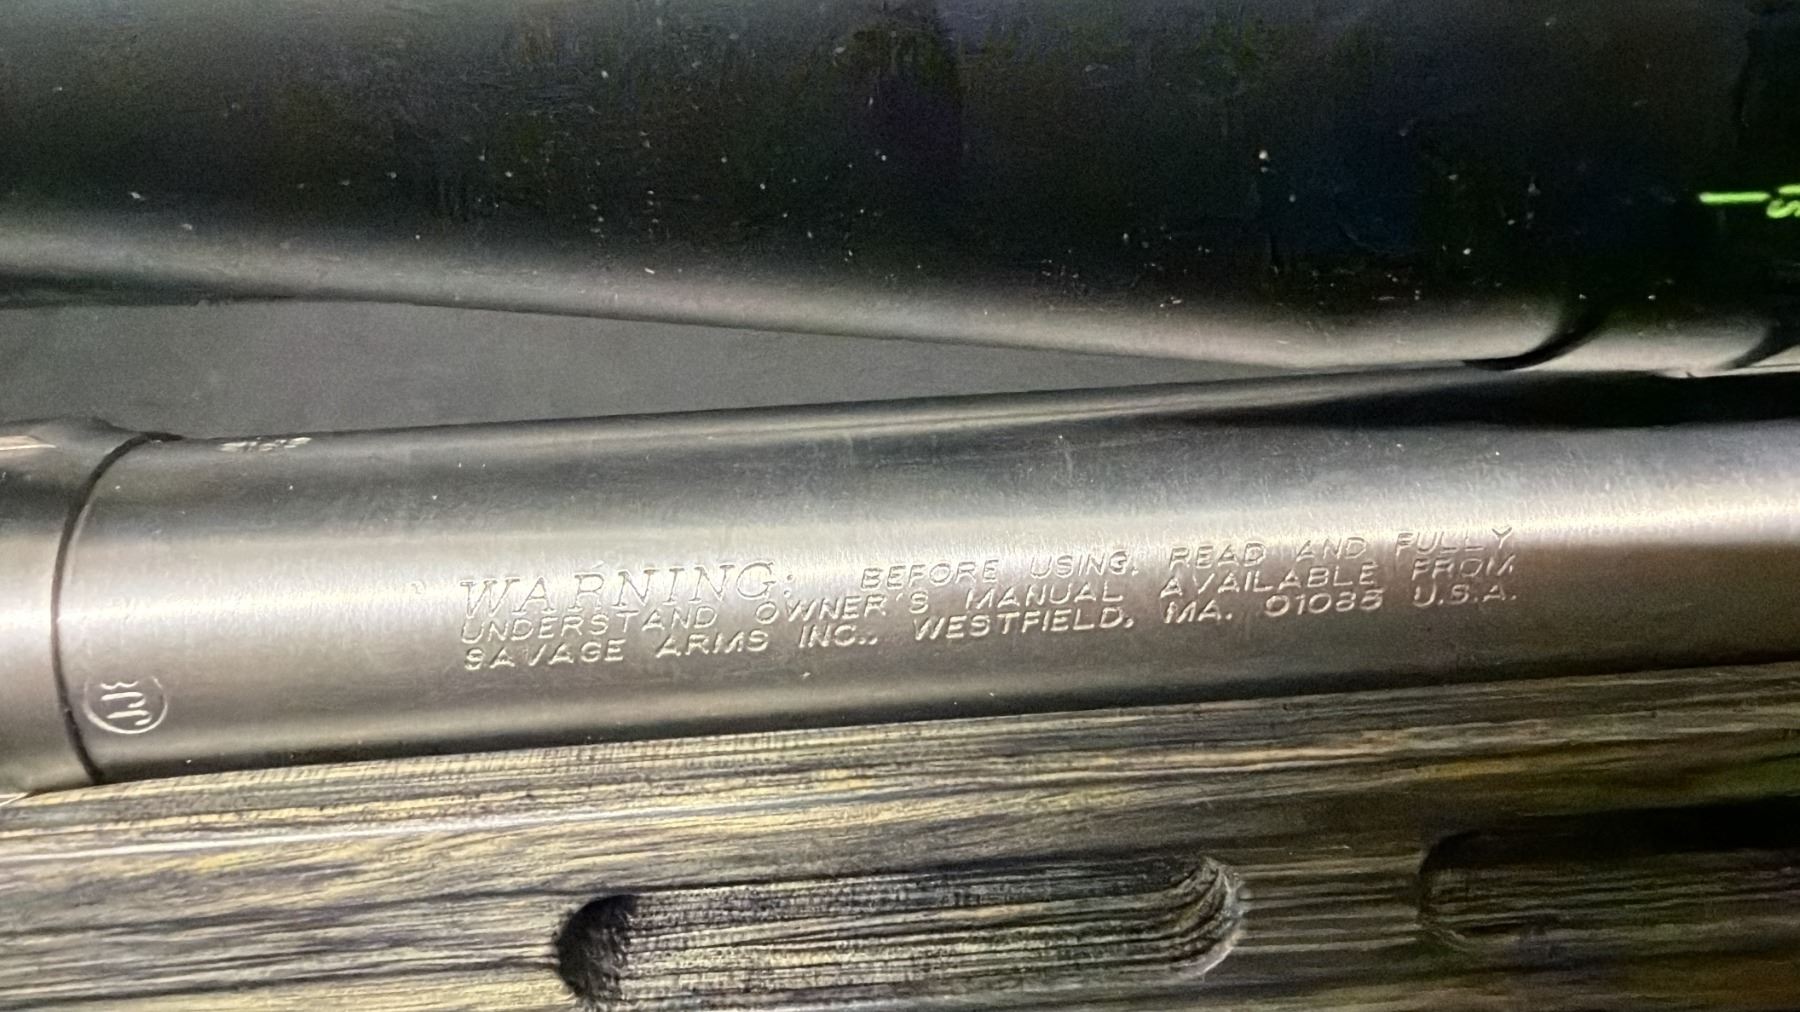 WARNING: BEFORE USING, READ AND FULLY
UNDERSTAND OWNER'S MANUAL AVAILABLE FROM
SAVAGE ARMS INC., WESTFIELD, MA. 01085 U.S.A.